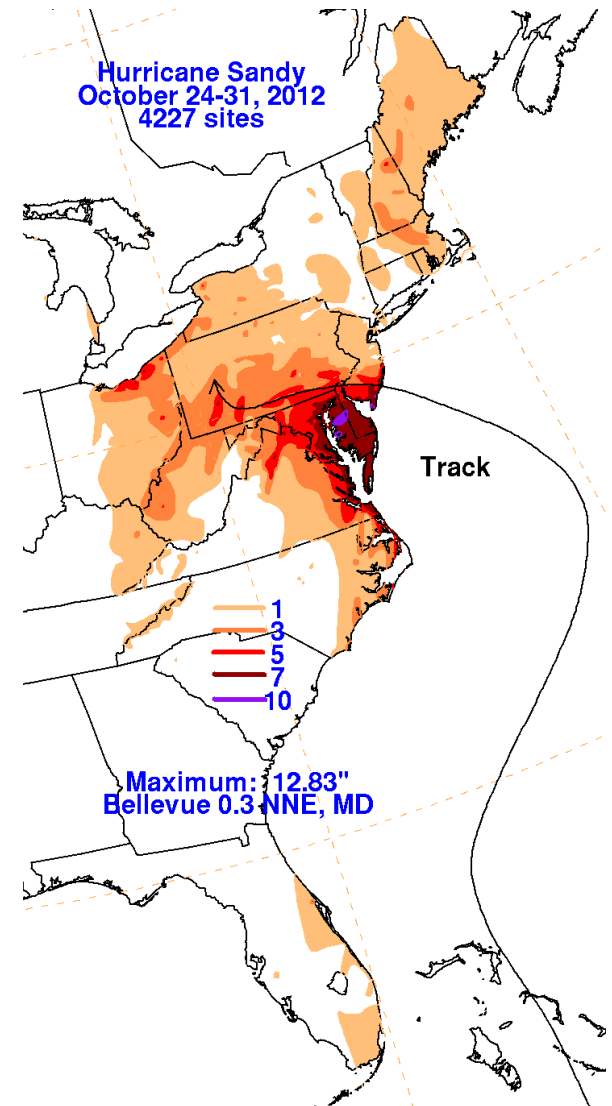 Hurricane Sandy
October 24-31, 2012
4227 sites
Track
1
3
5
7
10
Maximum: 12.83"
Bellevue 0.3 NNE, MD